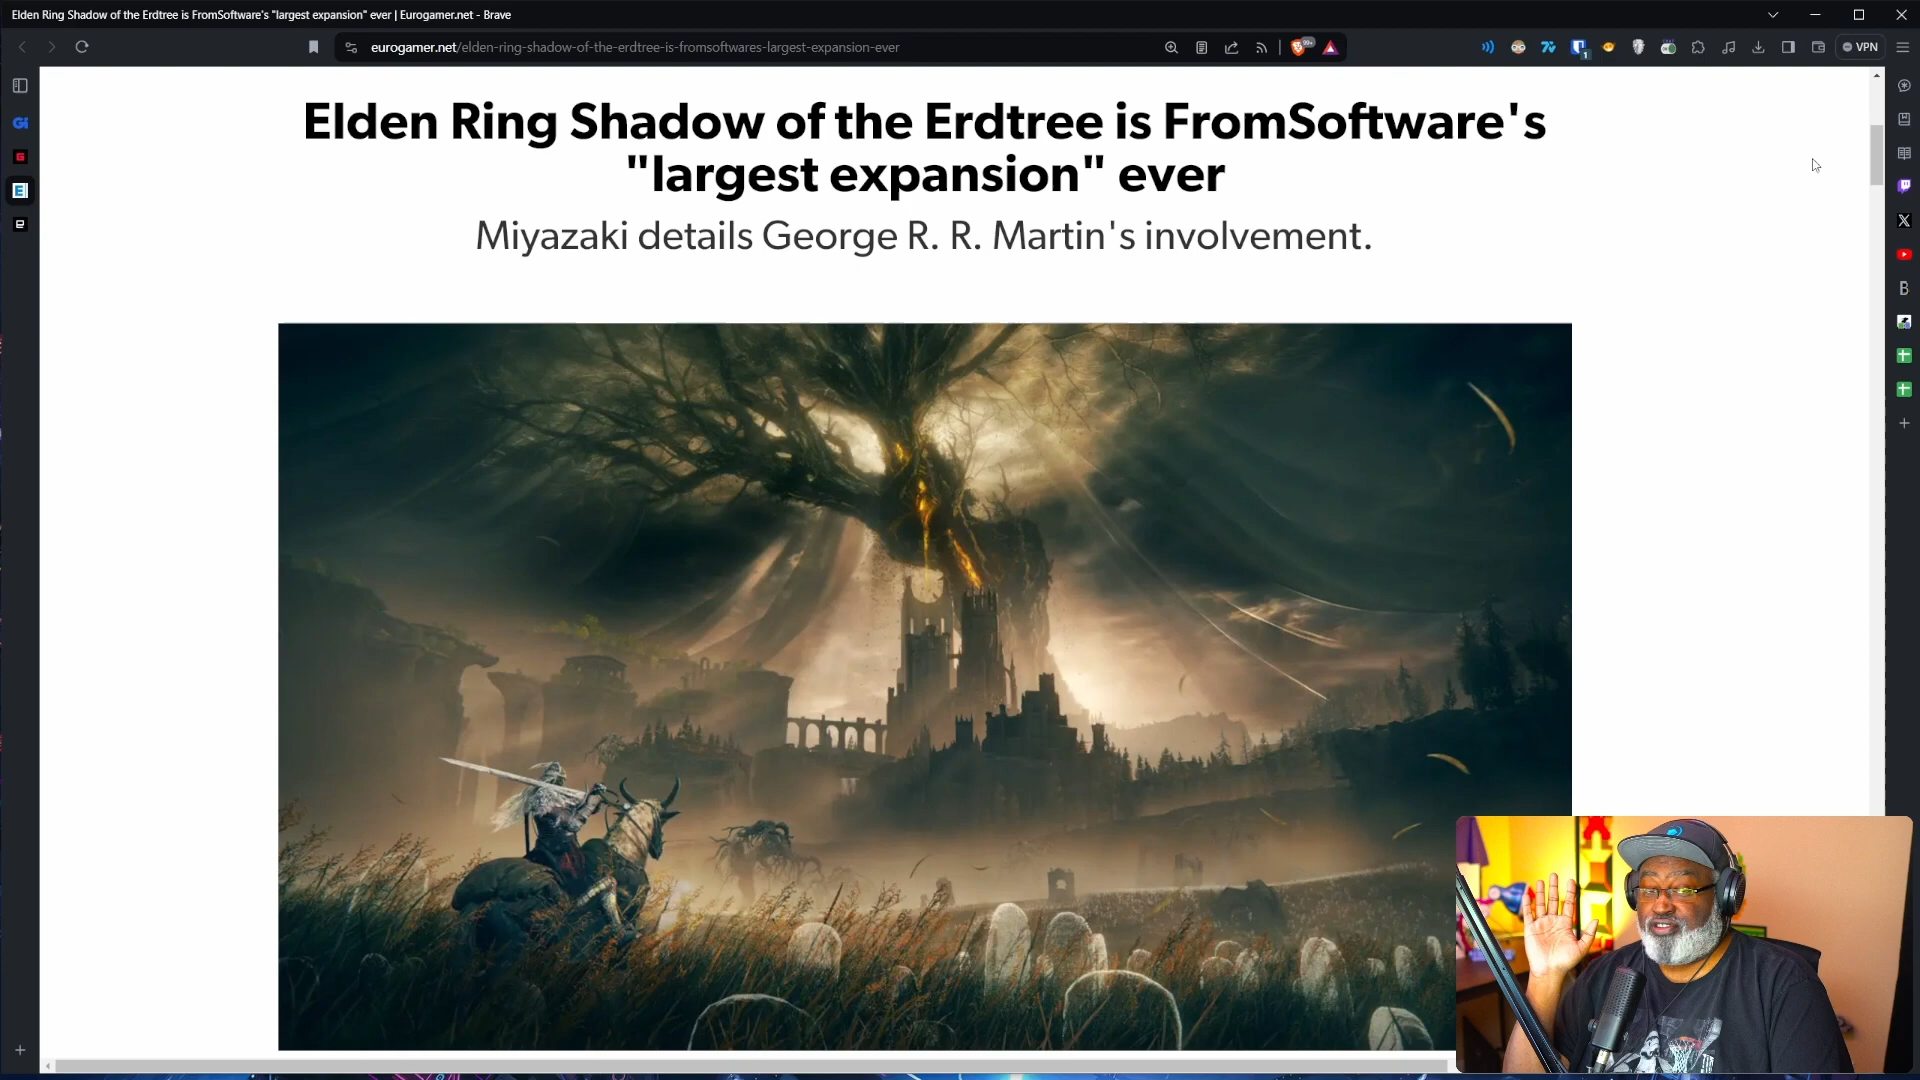 Elden Ring Shadow of the Erdtree is FromSoftware's "largest expansion" ever | Eurogamer.net - Brave
eurogamer.net/elden-ring-shadow-of-the-erdtree-is-fromsoftwares-largest-expansion-ever
99+
1
VPN
Elden Ring Shadow of the Erdtree is FromSoftware's
"largest expansion" ever
Miyazaki details George R. R. Martin's involvement.